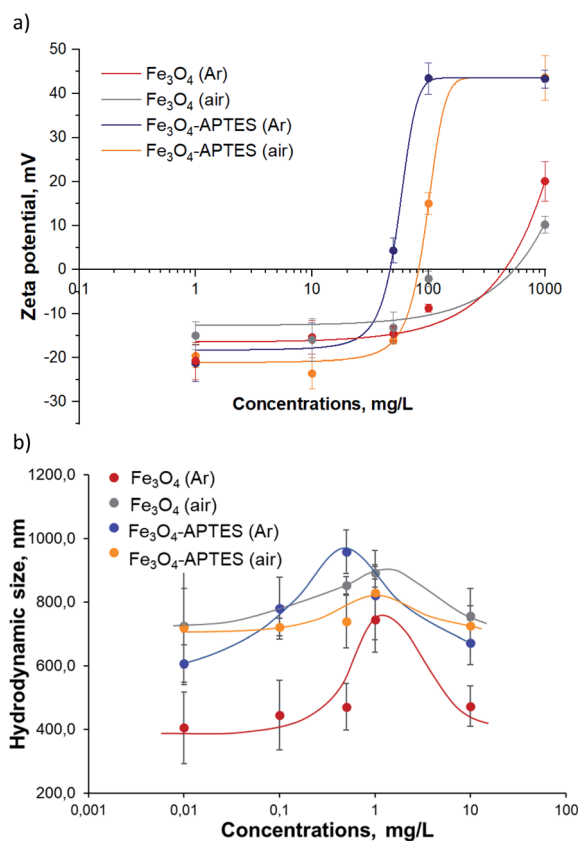 a)
50
40
30
20
10
0
-10
-20
-30
Zeta potential, mV
Fe₃O₄ (Ar)
Fe₃O₄ (air)
Fe₃O₄-APTES (Ar)
Fe₃O₄-APTES (air)
0.1 1 10 100 1000
Concentrations, mg/L
b)
1200,0
1000,0
800,0
600,0
400,0
200,0
Hydrodynamic size, nm
Fe₃O₄ (Ar)
Fe₃O₄ (air)
Fe₃O₄-APTES (Ar)
Fe₃O₄-APTES (air)
0,001 0,01 0,1 1 10 100
Concentrations, mg/L